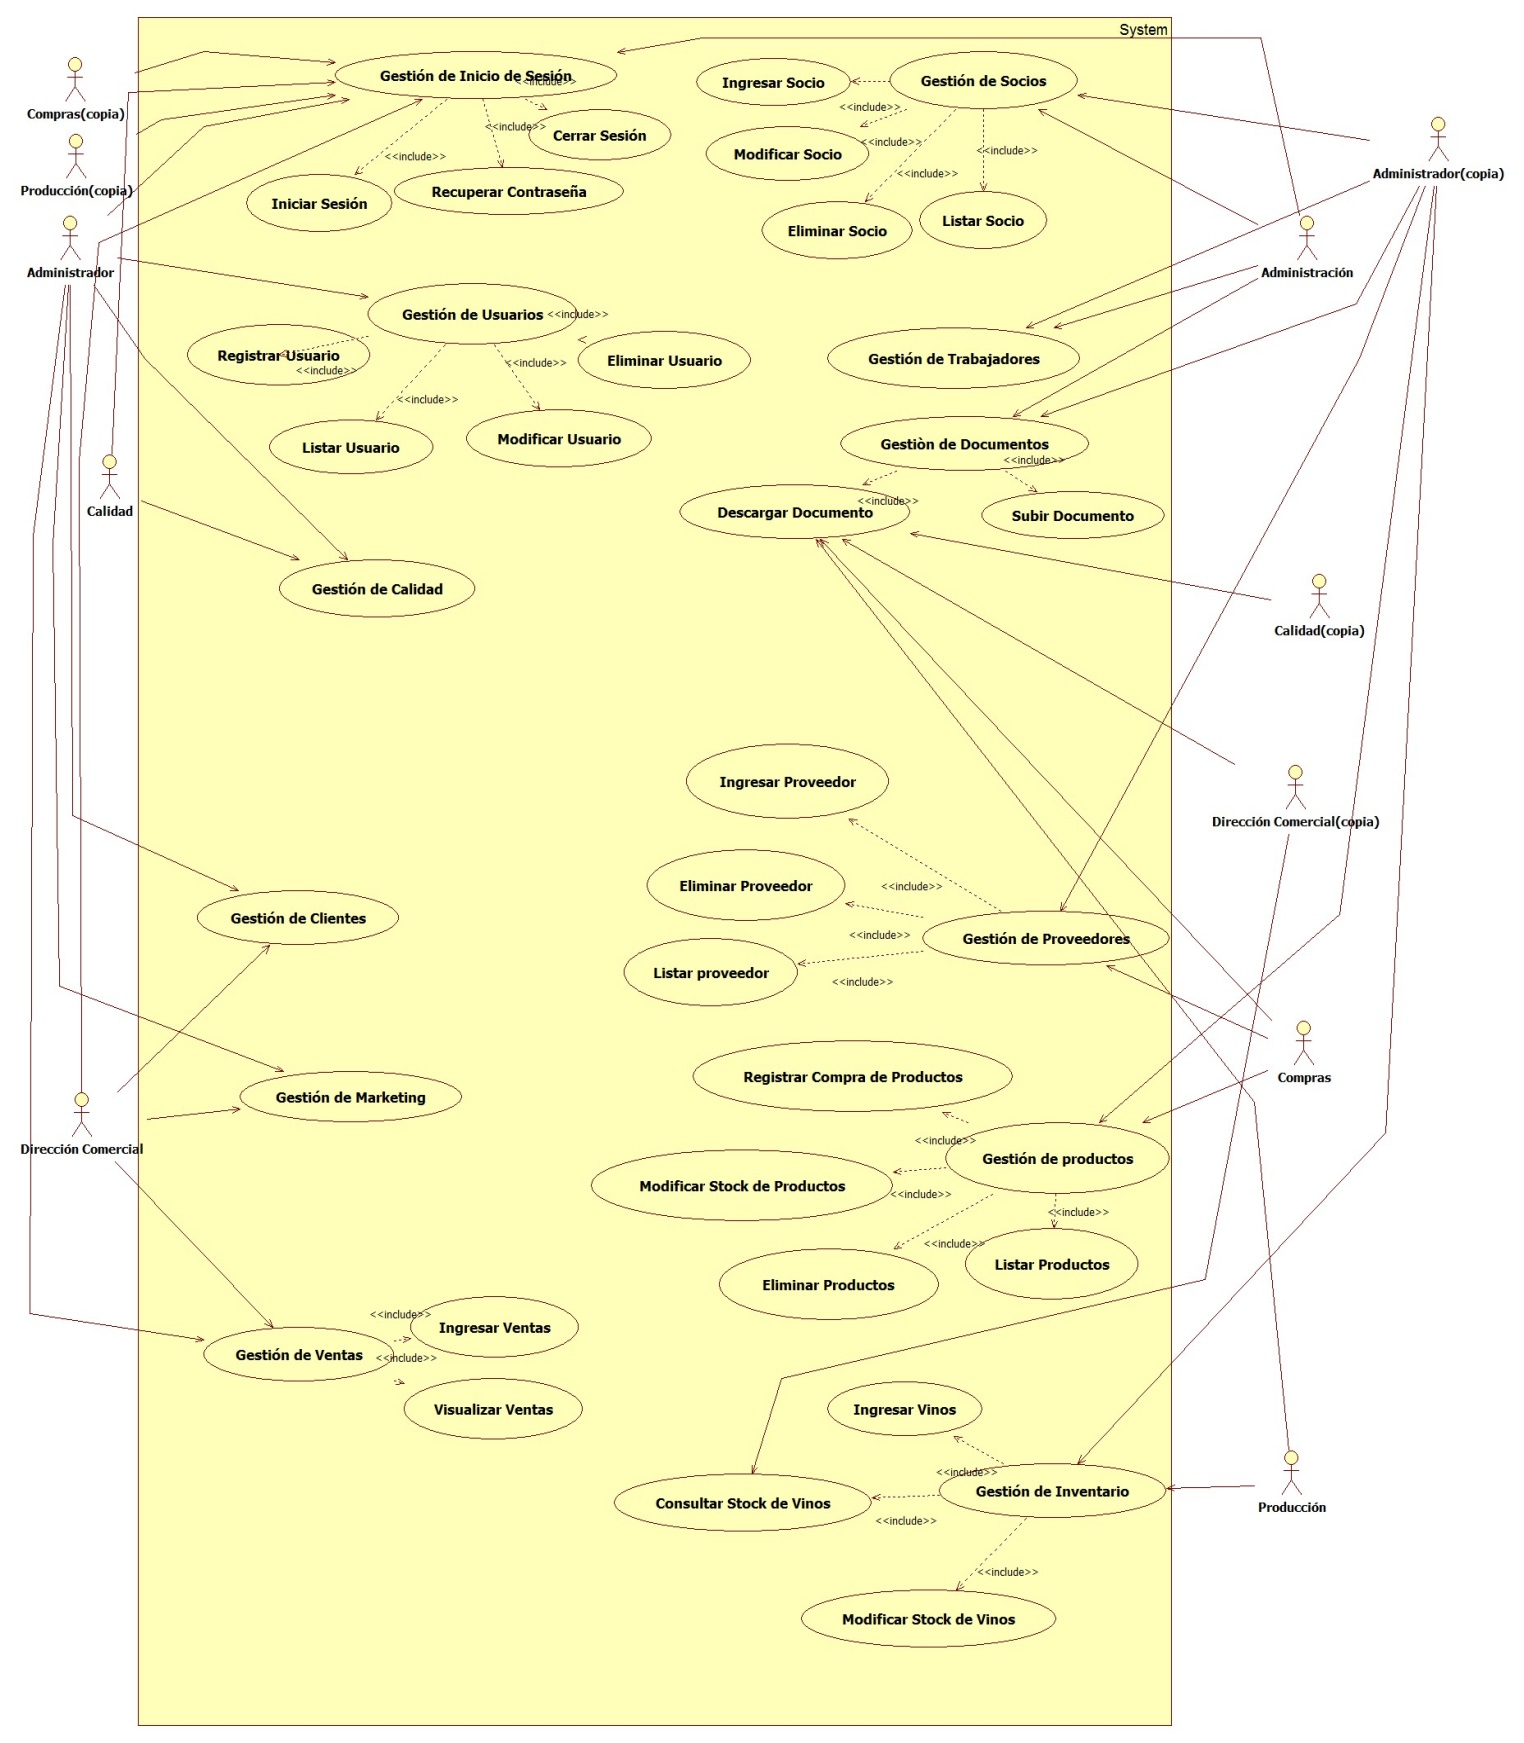 System
Compras(copia)
Gestión de Inicio de Sesión
<<include>>
Ingresar Socio
Gestión de Socios
<<include>>
Producción(copia)
<<include>>
Cerrar Sesión
<<include>>
Modificar Socio
<<include>>
<<include>>
Administrador(copia)
Iniciar Sesión
Recuperar Contraseña
<<include>>
Eliminar Socio
Listar Socio
Administrador
Administración
Gestión de Usuarios
<<include>>
Registrar Usuario
<<include>>
<<include>>
Eliminar Usuario
Gestión de Trabajadores
<<include>>
Listar Usuario
Modificar Usuario
Gestiòn de Documentos
<<include>>
Calidad
Descargar Documento
<<include>>
Subir Documento
Gestión de Calidad
Calidad(copia)
Ingresar Proveedor
Dirección Comercial(copia)
Eliminar Proveedor
<<include>>
Gestión de Clientes
<<include>>
Gestión de Proveedores
Listar proveedor
<<include>>
Registrar Compra de Productos
Compras
Gestión de Marketing
<<include>>
Dirección Comercial
Gestión de productos
Modificar Stock de Productos
<<include>>
<<include>>
<<include>>
Listar Productos
Eliminar Productos
<<include>>
Ingresar Ventas
Gestión de Ventas
<<include>>
Visualizar Ventas
Ingresar Vinos
<<include>>
Consultar Stock de Vinos
Gestión de Inventario
<<include>>
Producción
<<include>>
Modificar Stock de Vinos